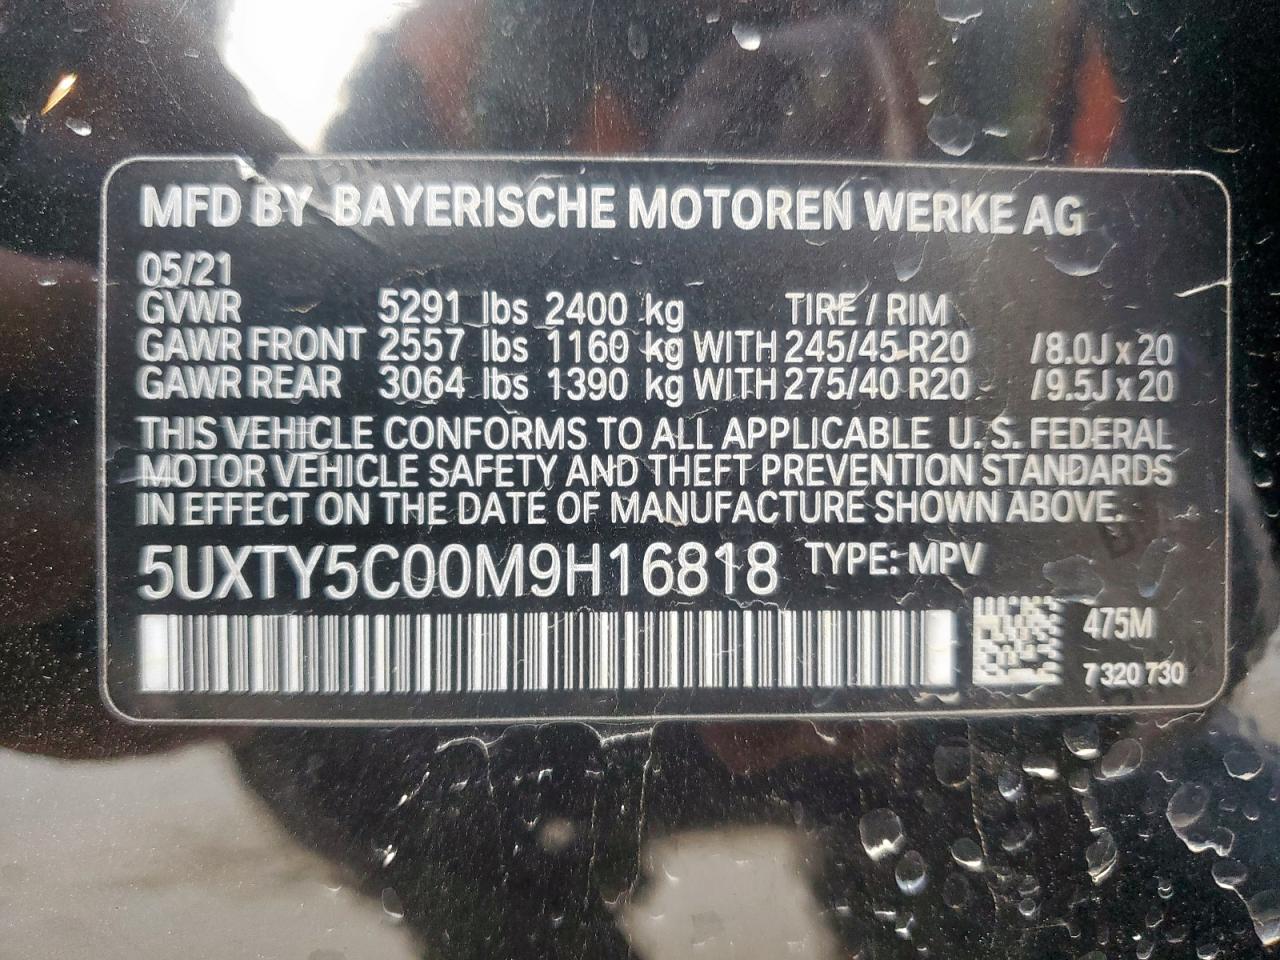 MFD BY BAYERISCHE MOTOREN WERKE AG
05/21
GVWR 5291 lbs 2400 kg TIRE / RIM
GAWR FRONT 2557 lbs 1160 kg WITH 245/45 R20 /8.0J x 20
GAWR REAR 3064 lbs 1390 kg WITH 275/40 R20 /9.5J x 20
THIS VEHICLE CONFORMS TO ALL APPLICABLE U. S. FEDERAL
MOTOR VEHICLE SAFETY AND THEFT PREVENTION STANDARDS
IN EFFECT ON THE DATE OF MANUFACTURE SHOWN ABOVE.
5UXTY5C00M9H16818 TYPE: MPV
475M
7 320 730